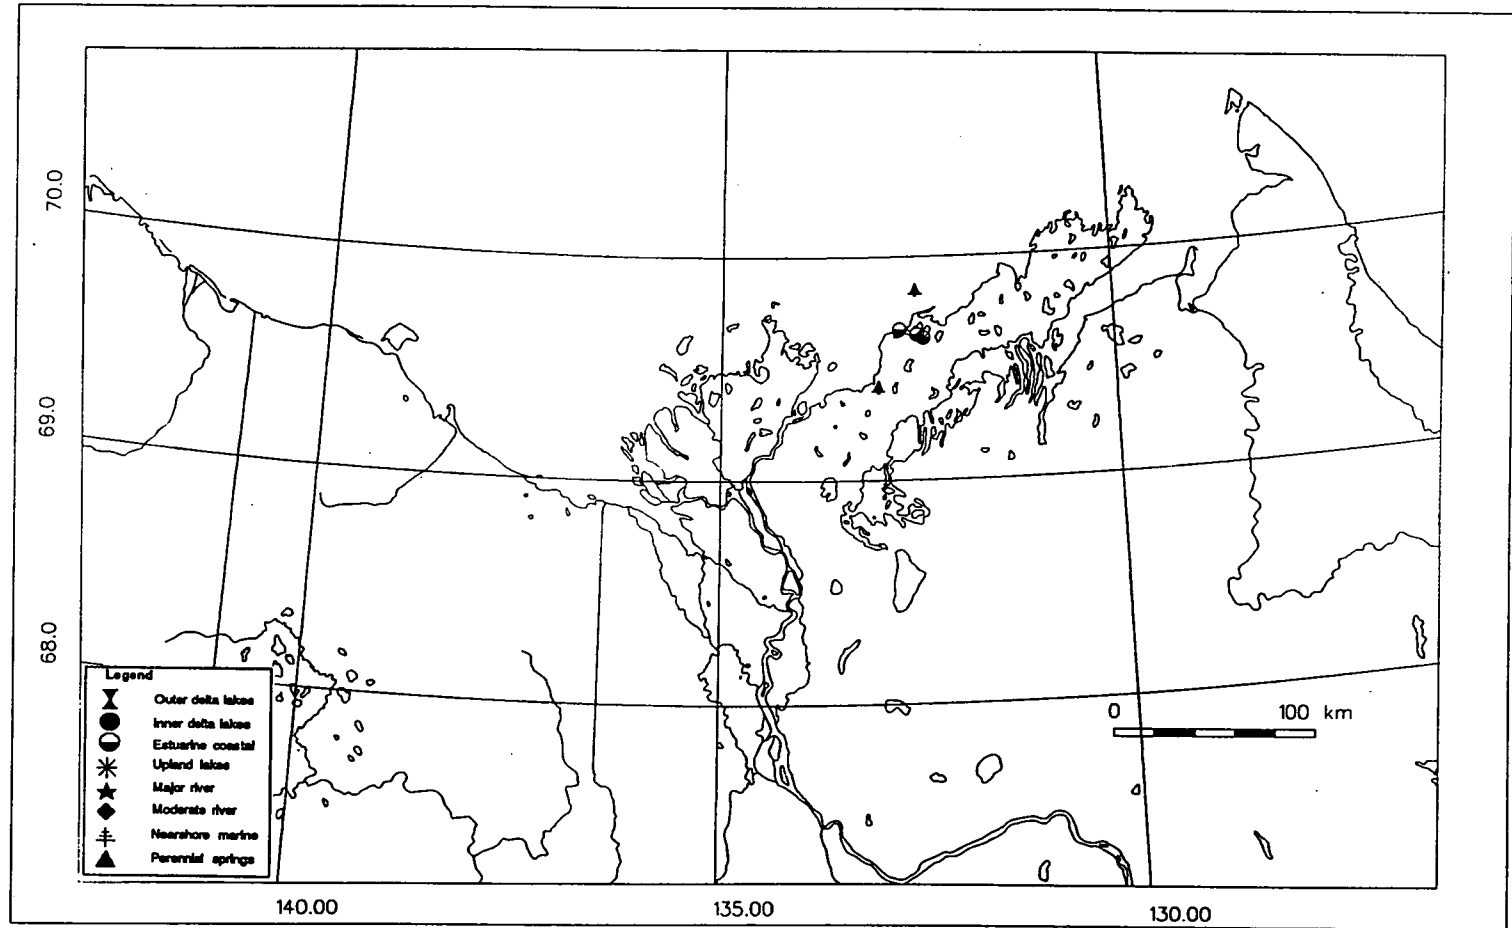 70.0
69.0
68.0
Legend
Outer delta lakes
Inner delta lakes
Estuarine coastal
Upland lakes
Major river
Moderate river
Nearshore marine
Perennial springs
0 100 km
140.00 135.00 130.00